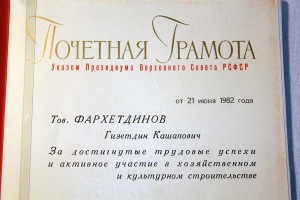 Почетная Грамота
Указом Президиума Верховного Совета РСФСР
от 21 июня 1982 года
Тов. ФАРХЕТДИНОВ
Гизетдин Кашапович
За достигнутые трудовые успехи
и активное участие в хозяйственном
и культурном строительстве